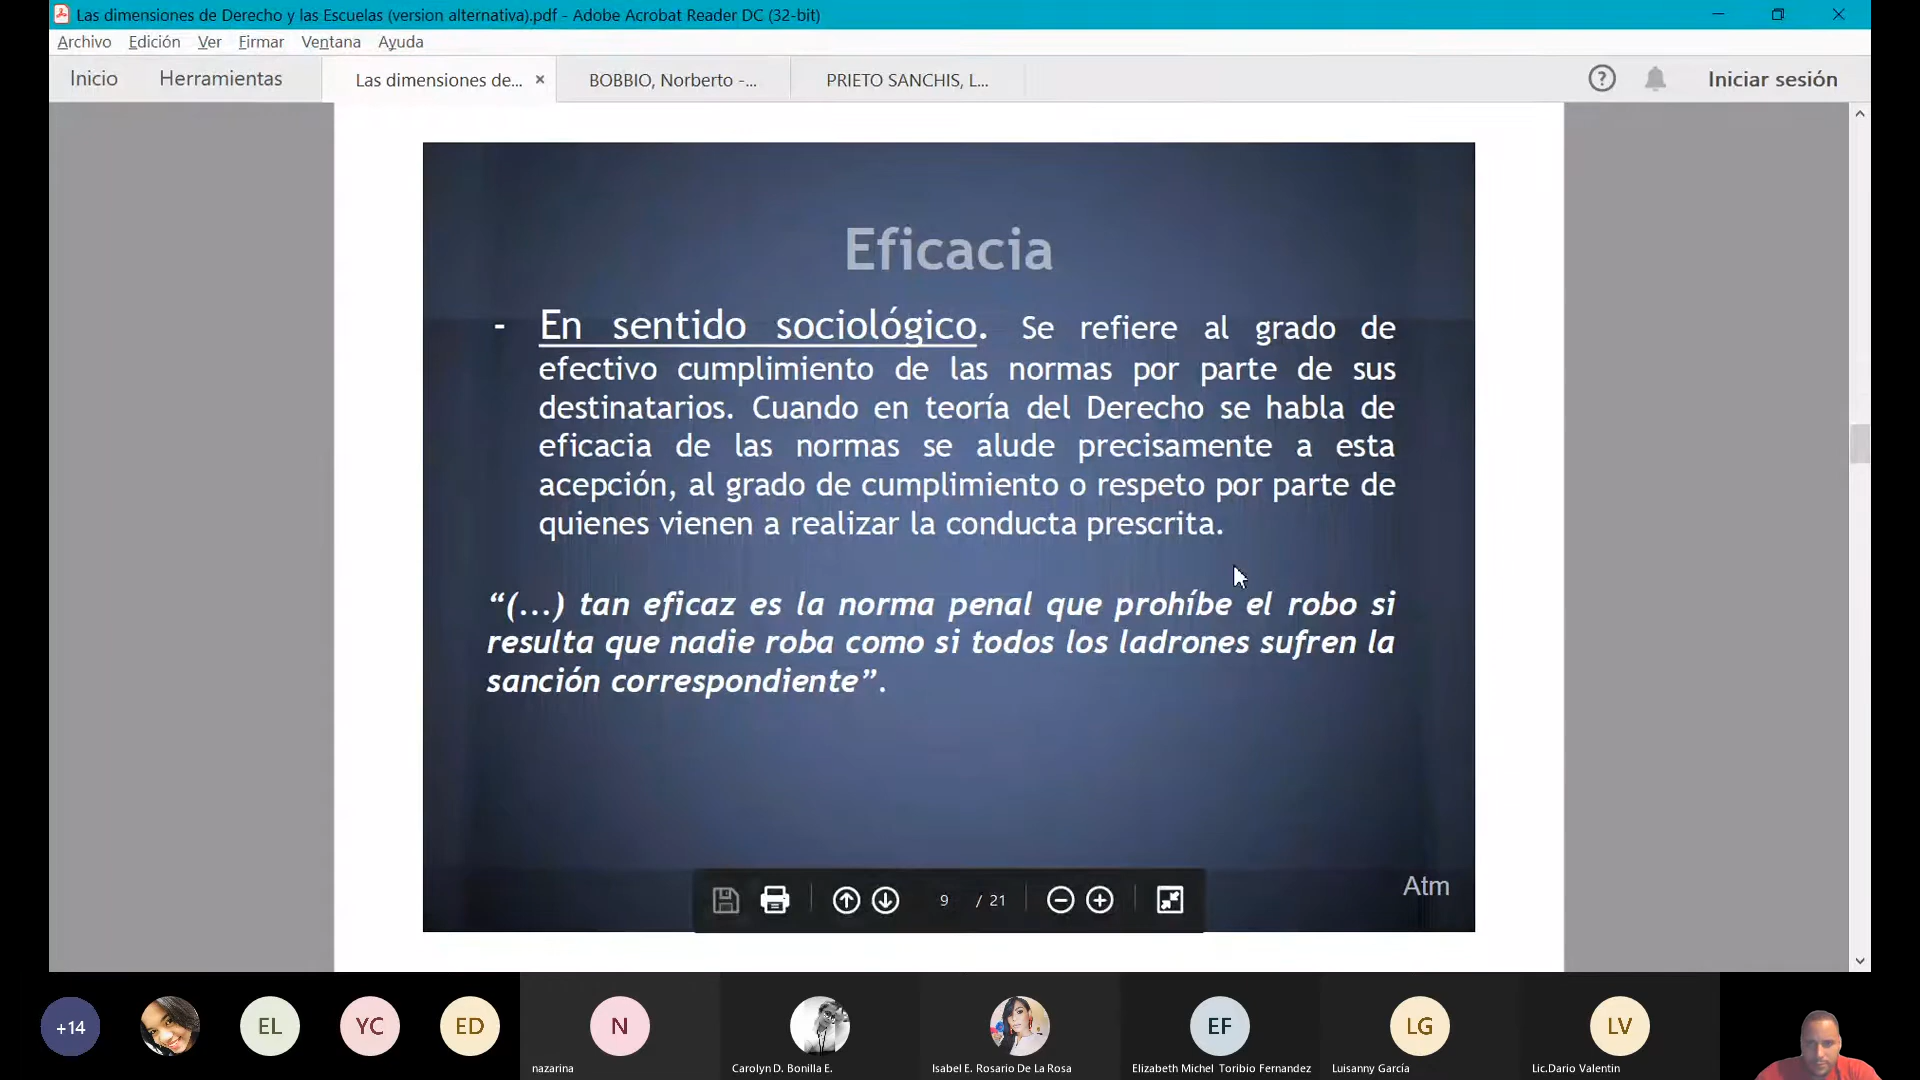 Las dimensiones de Derecho y las Escuelas (version alternativa).pdf - Adobe Acrobat Reader DC (32-bit)
Archivo Edición Ver Firmar Ventana Ayuda
Inicio Herramientas Las dimensiones de... × BOBBIO, Norberto -... PRIETO SANCHIS, L... ? Iniciar sesión
Eficacia
- En sentido sociológico. Se refiere al grado de
efectivo cumplimiento de las normas por parte de sus
destinatarios. Cuando en teoría del Derecho se habla de
eficacia de las normas se alude precisamente a esta
acepción, al grado de cumplimiento o respeto por parte de
quienes vienen a realizar la conducta prescrita.
“(...) tan eficaz es la norma penal que prohíbe el robo si
resulta que nadie roba como si todos los ladrones sufren la
sanción correspondiente”.
Atm
9 / 21
+14 EL YC ED N EF LG LV
nazarina Carolyn D. Bonilla E. Isabel E. Rosario De La Rosa Elizabeth Michel Toribio Fernandez Luisanny García Lic.Dario Valentin